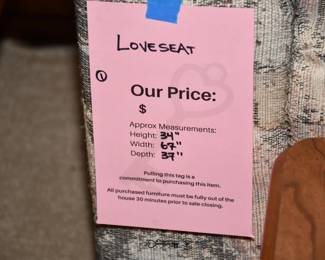 LOVESEAT
①
Our Price:
$
Approx Measurements:
Height: 34"
Width: 67"
Depth: 37"
Pulling this tag is a
commitment to purchasing this item.
All purchased furniture must be fully out of the
house 30 minutes prior to sale closing.